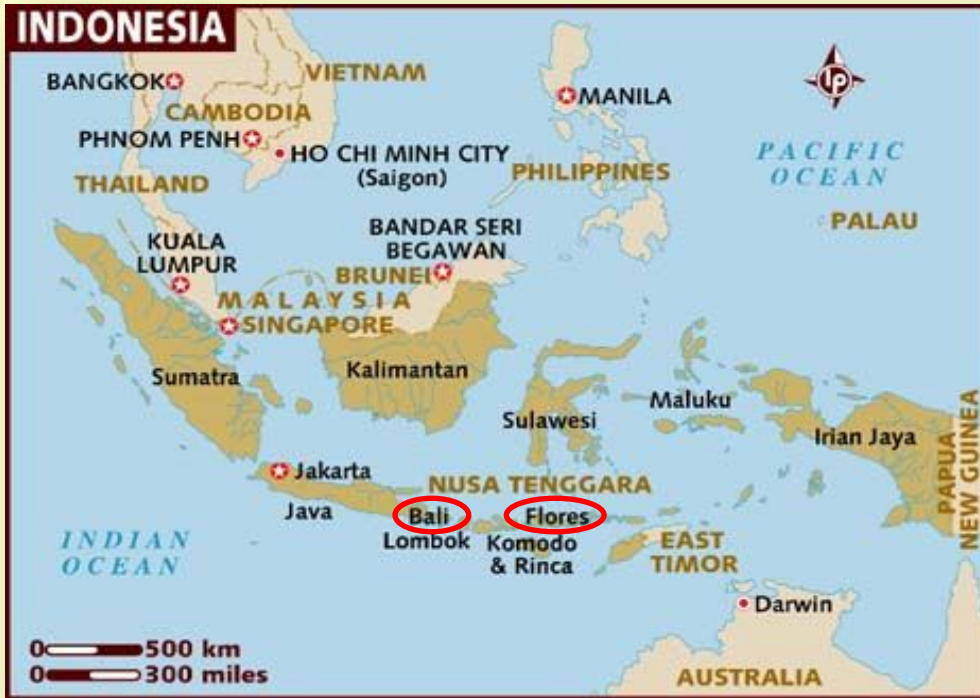 INDONESIA
BANGKOK
VIETNAM
CAMBODIA
PHNOM PENH
HO CHI MINH CITY
(Saigon)
THAILAND
MANILA
PHILIPPINES
lp
PACIFIC
OCEAN
PALAU
KUALA
LUMPUR
BANDAR SERI
BEGAWAN
BRUNEI
MALAYSIA
SINGAPORE
Sumatra
Kalimantan
Sulawesi
Maluku
Irian Jaya
PAPUA
NEW GUINEA
Jakarta
Java
NUSA TENGGARA
Bali
Flores
Lombok
Komodo
& Rinca
EAST
TIMOR
INDIAN
OCEAN
Darwin
AUSTRALIA
0 500 km
0 300 miles